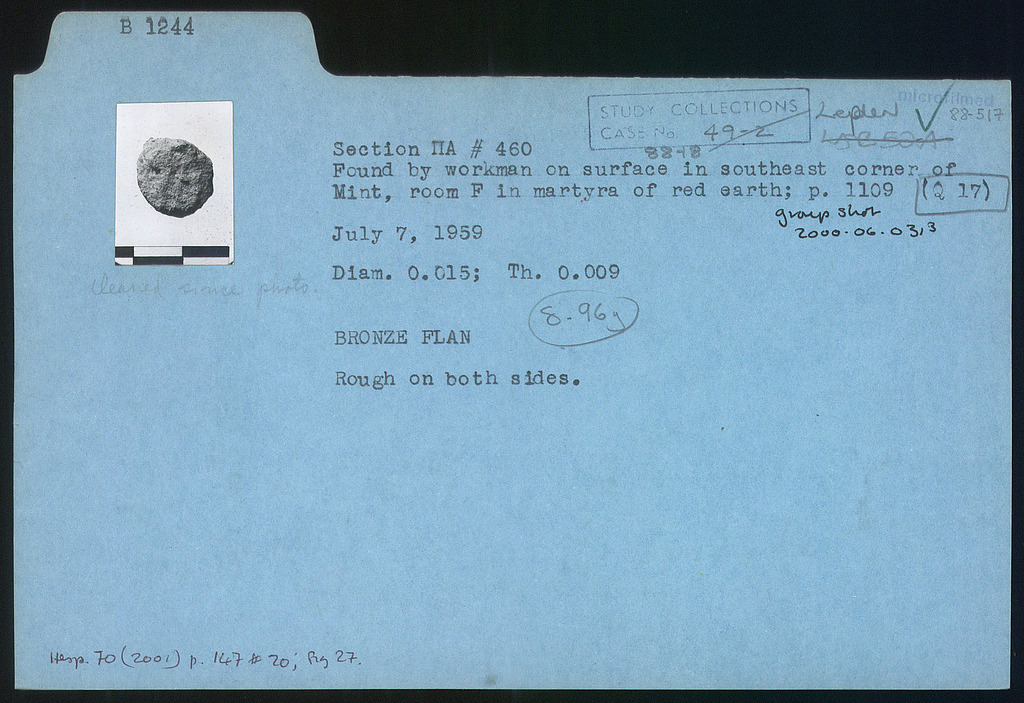 B 1244
microfilmed
STUDY COLLECTIONS
CASE No. 49-2
88-18
88-517
Section ΠA # 460
Found by workman on surface in southeast corner of
Mint, room F in martyra of red earth; p. 1109 (Q 17)
group shot
2000.06.0313
July 7, 1959
Diam. 0.015; Th. 0.009
cleaned since photo.
8.96g
BRONZE FLAN
Rough on both sides.
Hesp. 70 (2001) p. 147 # 20; Fig 27.